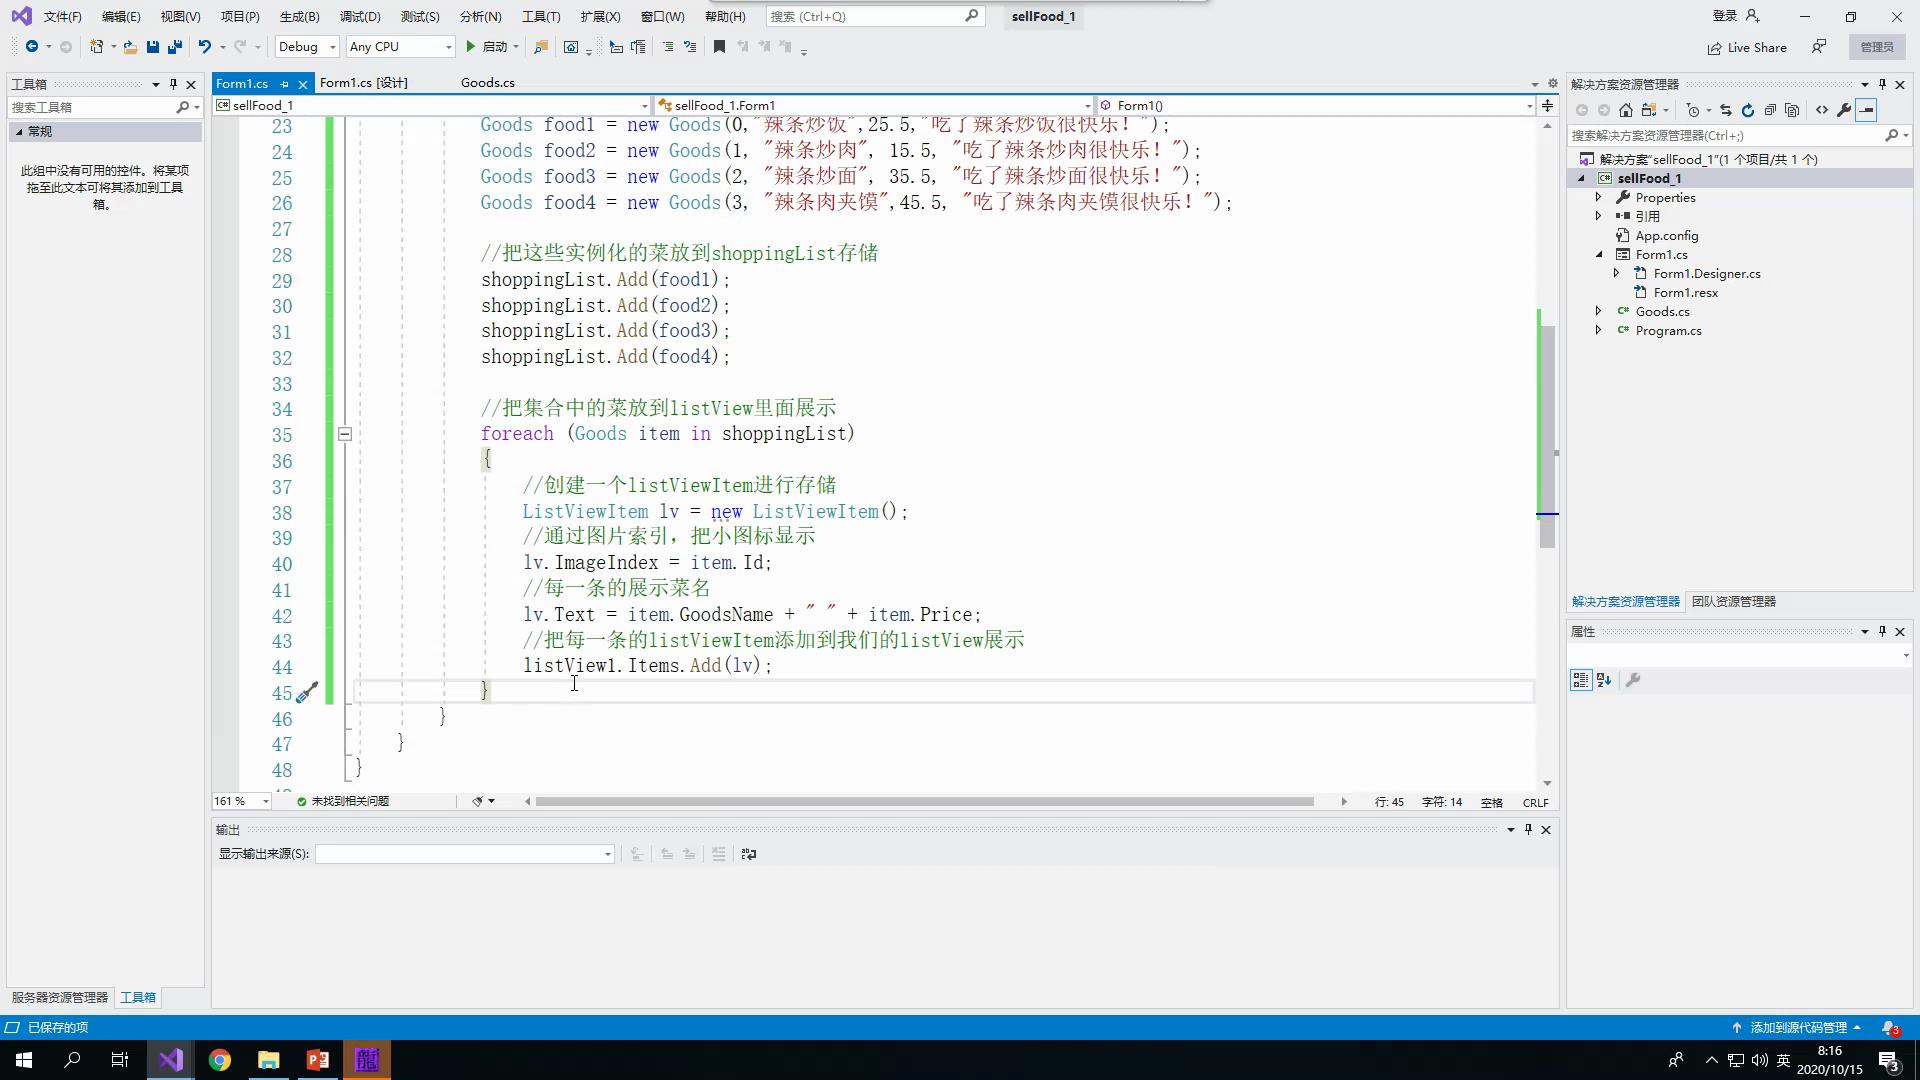 文件(F) 编辑(E) 视图(V) 项目(P) 生成(B) 调试(D) 测试(S) 分析(N) 工具(T) 扩展(X) 窗口(W) 帮助(H) 搜索 (Ctrl+Q) sellFood_1 登录
Debug Any CPU 启动 Live Share 管理员
工具箱
搜索工具箱
常规
此组中没有可用的控件。将某项
拖至此文本可将其添加到工具
箱。
服务器资源管理器 工具箱
Form1.cs Form1.cs [设计] Goods.cs
sellFood_1 sellFood_1.Form1 Form1()
23 Goods food1 = new Goods(0,"辣条炒饭",25.5,"吃了辣条炒饭很快乐！");
24 Goods food2 = new Goods(1, "辣条炒肉", 15.5, "吃了辣条炒肉很快乐！");
25 Goods food3 = new Goods(2, "辣条炒面", 35.5, "吃了辣条炒面很快乐！");
26 Goods food4 = new Goods(3, "辣条肉夹馍",45.5, "吃了辣条肉夹馍很快乐！");
27
28 //把这些实例化的菜放到shoppingList存储
29 shoppingList.Add(food1);
30 shoppingList.Add(food2);
31 shoppingList.Add(food3);
32 shoppingList.Add(food4);
33
34 //把集合中的菜放到listView里面展示
35 foreach (Goods item in shoppingList)
36 {
37 //创建一个listViewItem进行存储
38 ListViewItem lv = new ListViewItem();
39 //通过图片索引，把小图标显示
40 lv.ImageIndex = item.Id;
41 //每一条的展示菜名
42 lv.Text = item.GoodsName + " " + item.Price;
43 //把每一条的listViewItem添加到我们的listView展示
44 listView1.Items.Add(lv);
45 }
46 }
47 }
48 }
161 % 未找到相关问题 行: 45 字符: 14 空格 CRLF
输出
显示输出来源(S):
解决方案资源管理器
搜索解决方案资源管理器(Ctrl+;)
解决方案"sellFood_1"(1 个项目/共 1 个)
sellFood_1
Properties
引用
App.config
Form1.cs
Form1.Designer.cs
Form1.resx
Goods.cs
Program.cs
解决方案资源管理器 团队资源管理器
属性
已保存的项 添加到源代码管理 3
龍 英 8:16
2020/10/15 3